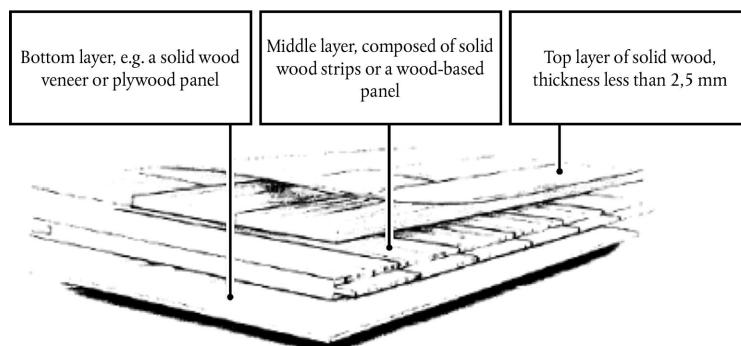 Bottom layer, e.g. a solid wood
veneer or plywood panel
Middle layer, composed of solid
wood strips or a wood-based
panel
Top layer of solid wood,
thickness less than 2,5 mm